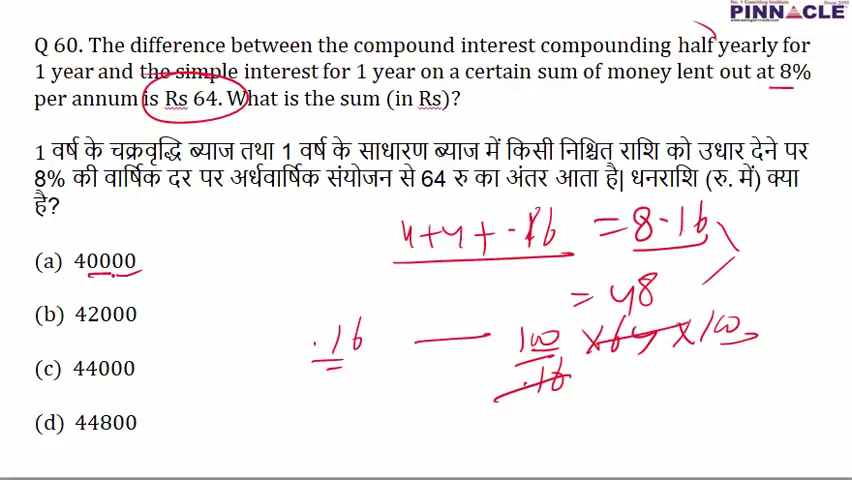 PINNACLE
Q 60. The difference between the compound interest compounding half yearly for
1 year and the simple interest for 1 year on a certain sum of money lent out at 8%
per annum is Rs 64. What is the sum (in Rs)?
1 वर्ष के चक्रवृद्धि ब्याज तथा 1 वर्ष के साधारण ब्याज में किसी निश्चित राशि को उधार देने पर
8% की वार्षिक दर पर अर्धवार्षिक संयोजन से 64 रु का अंतर आता है| धनराशि (रु. में) क्या
है?
4+4+.16 = 8.16
(a) 40000
= 48
(b) 42000
.16 — 100/.16 × 64 × 100
(c) 44000
(d) 44800